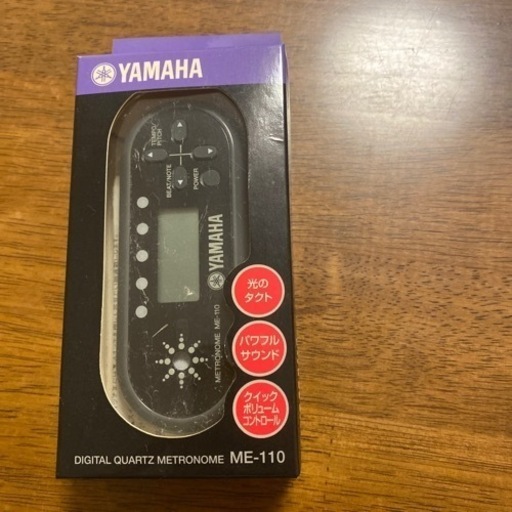 YAMAHA
TEMPO/
PITCH
BEAT/NOTE
POWER
YAMAHA
METRONOME ME-110
光の
タクト
パワフル
サウンド
クイック
ボリューム
コントロール
DIGITAL QUARTZ METRONOME ME-110